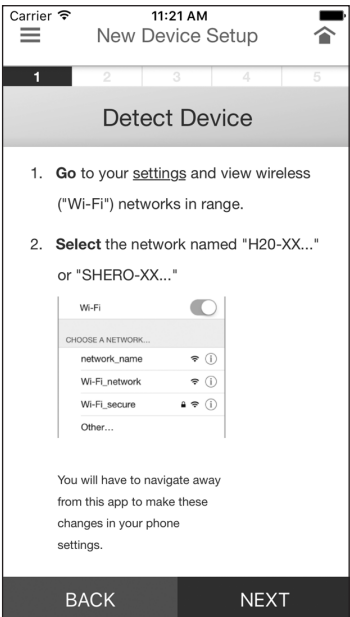 Carrier 11:21 AM
New Device Setup
1 2 3 4 5
Detect Device
1. Go to your settings and view wireless
("Wi-Fi") networks in range.
2. Select the network named "H20-XX..."
or "SHERO-XX..."
Wi-Fi
CHOOSE A NETWORK...
network_name
Wi-Fi_network
Wi-Fi_secure
Other...
You will have to navigate away
from this app to make these
changes in your phone
settings.
BACK NEXT